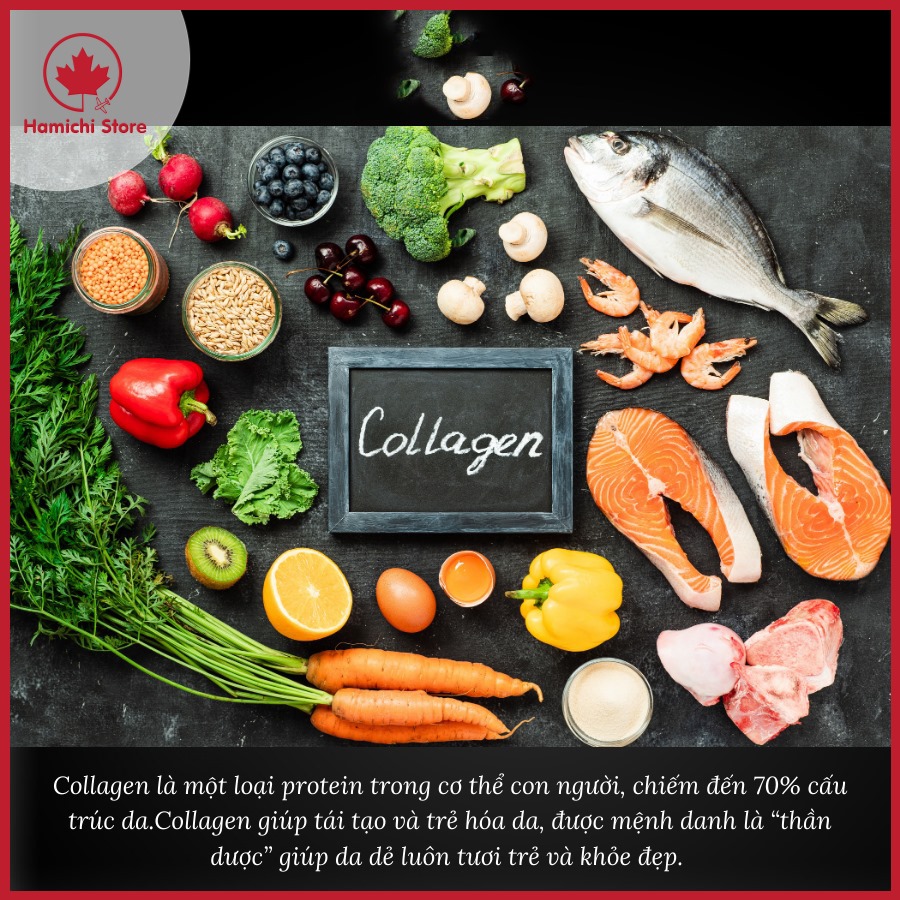 Hamichi Store
Collagen
Collagen là một loại protein trong cơ thể con người, chiếm đến 70% cấu
trúc da.Collagen giúp tái tạo và trẻ hóa da, được mệnh danh là “thần
dược” giúp da dẻ luôn tươi trẻ và khỏe đẹp.